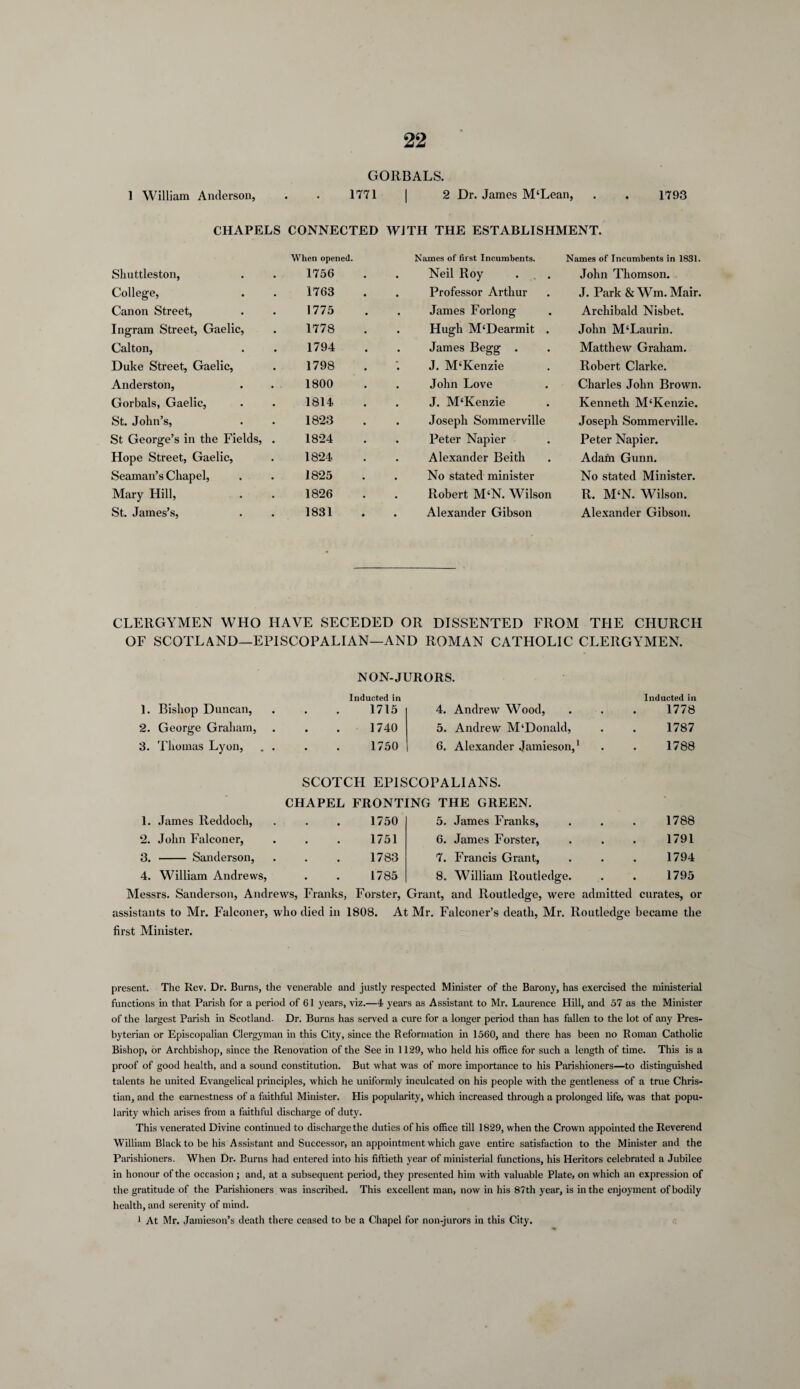 22
GORBALS.
1 William Anderson, . . 1771 | 2 Dr. James M‘Lean, . . 1793
CHAPELS CONNECTED WITH THE ESTABLISHMENT.
When opened. Names of first Incumbents. Names of Incumbents in 1831.
Shuttleston, . . 1756 . . Neil Roy . . . John Thomson.
College, . . 1763 . . Professor Arthur . J. Park & Wm. Mair.
Canon Street, . . 1775 . . James Forlong . Archibald Nisbet.
Ingram Street, Gaelic, . 1778 . . Hugh M‘Dearmit . John M‘Laurin.
Calton, . . 1794 . . James Begg . . Matthew Graham.
Duke Street, Gaelic, . 1798 . . J. M‘Kenzie . Robert Clarke.
Anderston, . . 1800 . . John Love . Charles John Brown.
Gorbals, Gaelic, . . 1814 . . J. M‘Kenzie . Kenneth M‘Kenzie.
St. John’s, . . 1823 . . Joseph Sommerville Joseph Sommerville.
St George’s in the Fields, . 1824 . . Peter Napier . Peter Napier.
Hope Street, Gaelic, . 1824 . . Alexander Beith . Adam Gunn.
Seaman’s Chapel, . . 1825 . . No stated minister No stated Minister.
Mary Hill, . . 1826 . . Robert M‘N. Wilson R. M‘N. Wilson.
St. James’s, . . 1831 . . Alexander Gibson Alexander Gibson.
CLERGYMEN WHO HAVE SECEDED OR DISSENTED FROM THE CHURCH
OF SCOTLAND—EPISCOPALIAN—AND ROMAN CATHOLIC CLERGYMEN.
NON-JURORS.
Inducted in Inducted in
1. Bishop Duncan, . . . 1715 4. Andrew Wood, . . . 1778
2. George Graham, . . . 1740 5. Andrew M‘Donald, . . 1787
3. Thomas Lyon, . . . . 1750 6. Alexander Jamieson,¹ . . 1788
SCOTCH EPISCOPALIANS.
CHAPEL FRONTING THE GREEN.
1. James Reddoch, . . . 1750 5. James Franks, . . . 1788
2. John Falconer, . . . 1751 6. James Forster, . . . 1791
3. —— Sanderson, . . . 1783 7. Francis Grant, . . . 1794
4. William Andrews, . . 1785 8. William Routledge. . . 1795
Messrs. Sanderson, Andrews, Franks, Forster, Grant, and Routledge, were admitted curates, or
assistants to Mr. Falconer, who died in 1808. At Mr. Falconer’s death, Mr. Routledge became the
first Minister.
present. The Rev. Dr. Burns, the venerable and justly respected Minister of the Barony, has exercised the ministerial
functions in that Parish for a period of 61 years, viz.—4 years as Assistant to Mr. Laurence Hill, and 57 as the Minister
of the largest Parish in Scotland. Dr. Burns has served a cure for a longer period than has fallen to the lot of any Pres-
byterian or Episcopalian Clergyman in this City, since the Reformation in 1560, and there has been no Roman Catholic
Bishop, or Archbishop, since the Renovation of the See in 1129, who held his office for such a length of time. This is a
proof of good health, and a sound constitution. But what was of more importance to his Parishioners—to distinguished
talents he united Evangelical principles, which he uniformly inculcated on his people with the gentleness of a true Chris-
tian, and the earnestness of a faithful Minister. His popularity, which increased through a prolonged life, was that popu-
larity which arises from a faithful discharge of duty.
This venerated Divine continued to discharge the duties of his office till 1829, when the Crown appointed the Reverend
William Black to be his Assistant and Successor, an appointment which gave entire satisfaction to the Minister and the
Parishioners. When Dr. Burns had entered into his fiftieth year of ministerial functions, his Heritors celebrated a Jubilee
in honour of the occasion ; and, at a subsequent period, they presented him with valuable Plate, on which an expression of
the gratitude of the Parishioners was inscribed. This excellent man, now in his 87th year, is in the enjoyment of bodily
health, and serenity of mind.
¹ At Mr. Jamieson’s death there ceased to be a Chapel for non-jurors in this City.